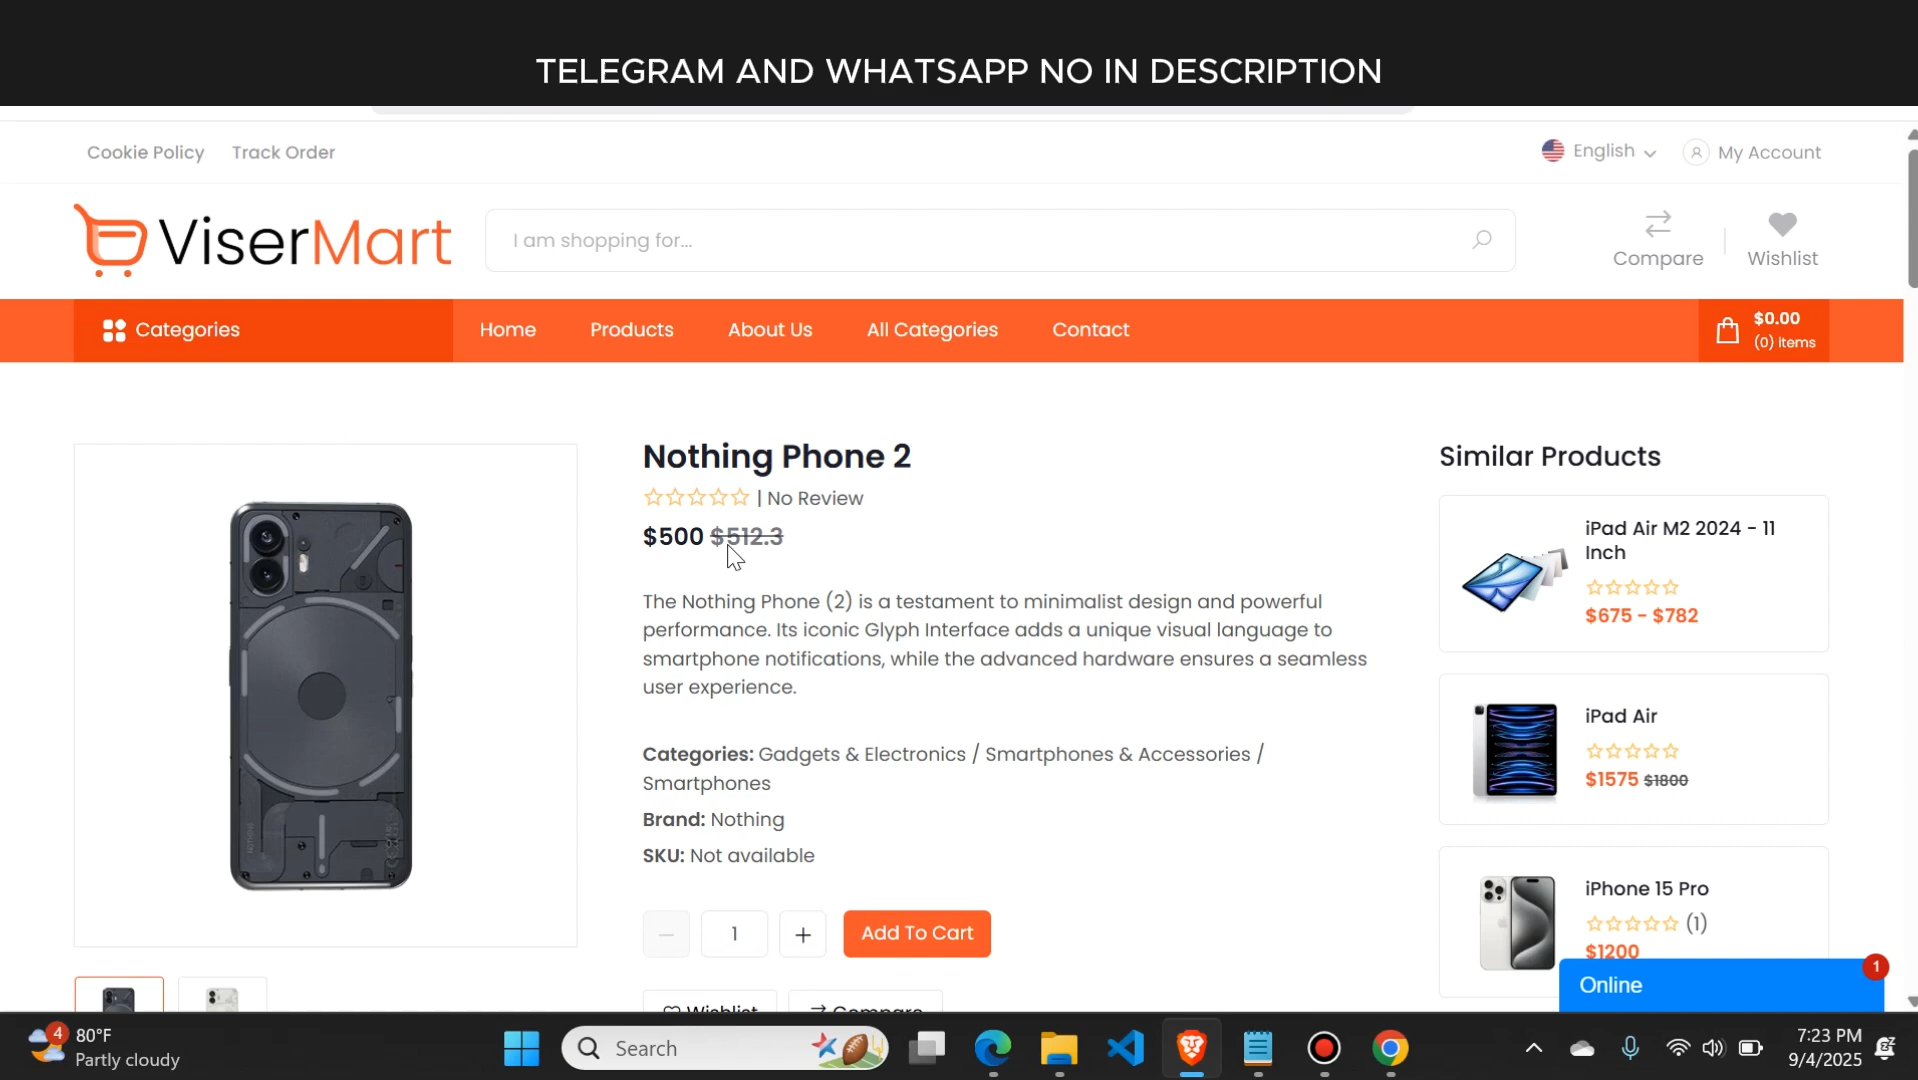 TELEGRAM AND WHATSAPP NO IN DESCRIPTION
Cookie Policy Track Order
English My Account
ViserMart
I am shopping for...
Compare Wishlist
Categories Home Products About Us All Categories Contact
$0.00
(0) items
Nothing Phone 2
| No Review
$500 $512.3
The Nothing Phone (2) is a testament to minimalist design and powerful
performance. Its iconic Glyph Interface adds a unique visual language to
smartphone notifications, while the advanced hardware ensures a seamless
user experience.
Categories: Gadgets & Electronics / Smartphones & Accessories /
Smartphones
Brand: Nothing
SKU: Not available
1
Add To Cart
Wishlist Compare
Similar Products
iPad Air M2 2024 - 11
Inch
$675 - $782
iPad Air
$1575 $1800
iPhone 15 Pro
(1)
$1200
Online
1
4
80°F
Partly cloudy
Search
7:23 PM
9/4/2025